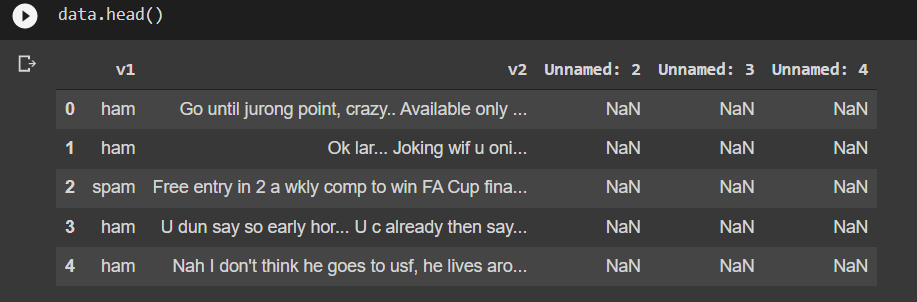 data.head()
v1 v2 Unnamed: 2 Unnamed: 3 Unnamed: 4
0 ham Go until jurong point, crazy.. Available only ... NaN NaN NaN
1 ham Ok lar... Joking wif u oni... NaN NaN NaN
2 spam Free entry in 2 a wkly comp to win FA Cup fina... NaN NaN NaN
3 ham U dun say so early hor... U c already then say... NaN NaN NaN
4 ham Nah I don't think he goes to usf, he lives aro... NaN NaN NaN